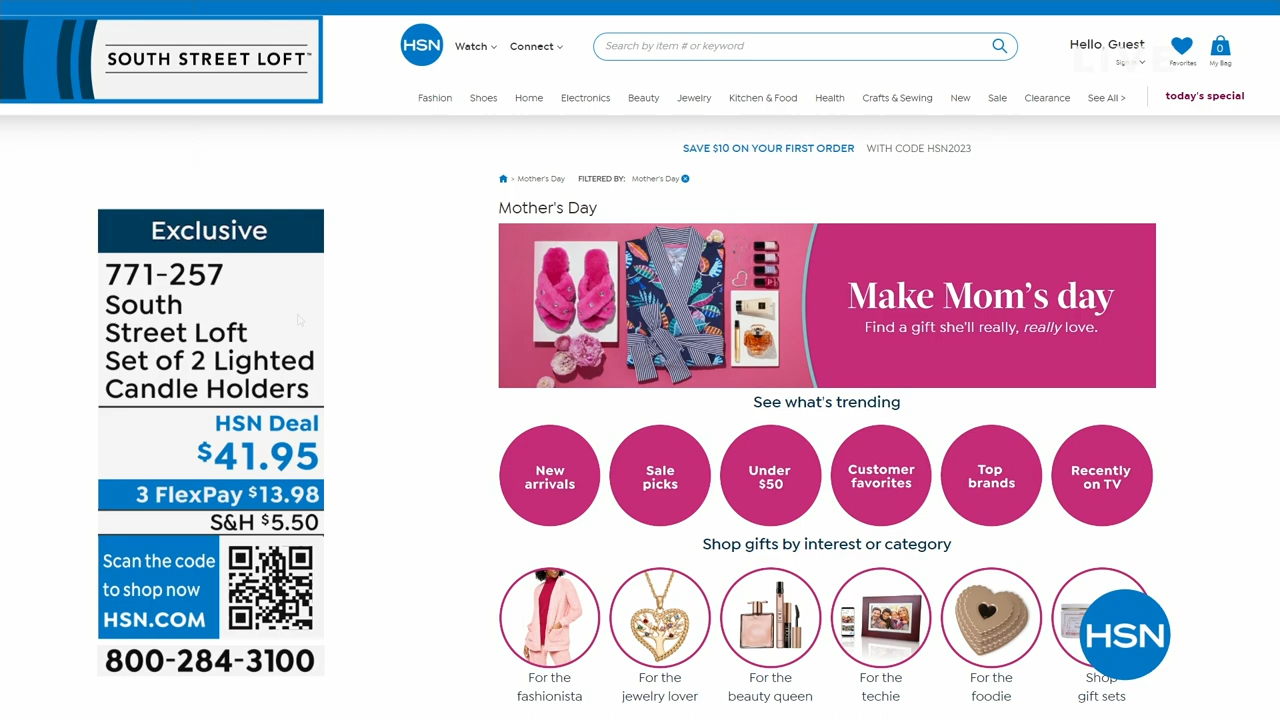 SOUTH STREET LOFT™
HSN
Watch
Connect
Search by item # or keyword
Hello, Guest
Sign In
Favorites
0
My Bag
LIVE
Fashion Shoes Home Electronics Beauty Jewelry Kitchen & Food Health Crafts & Sewing New Sale Clearance See All >
today's special
SAVE $10 ON YOUR FIRST ORDER WITH CODE HSN2023
> Mother's Day FILTERED BY: Mother's Day
Mother's Day
Make Mom's day
Find a gift she'll really, really love.
See what's trending
New
arrivals
Sale
picks
Under
$50
Customer
favorites
Top
brands
Recently
on TV
Shop gifts by interest or category
For the
fashionista
For the
jewelry lover
For the
beauty queen
For the
techie
For the
foodie
Shop
gift sets
HSN
Exclusive
771-257
South
Street Loft
Set of 2 Lighted
Candle Holders
HSN Deal
$41.95
3 FlexPay $13.98
S&H $5.50
Scan the code
to shop now
HSN.COM
800-284-3100